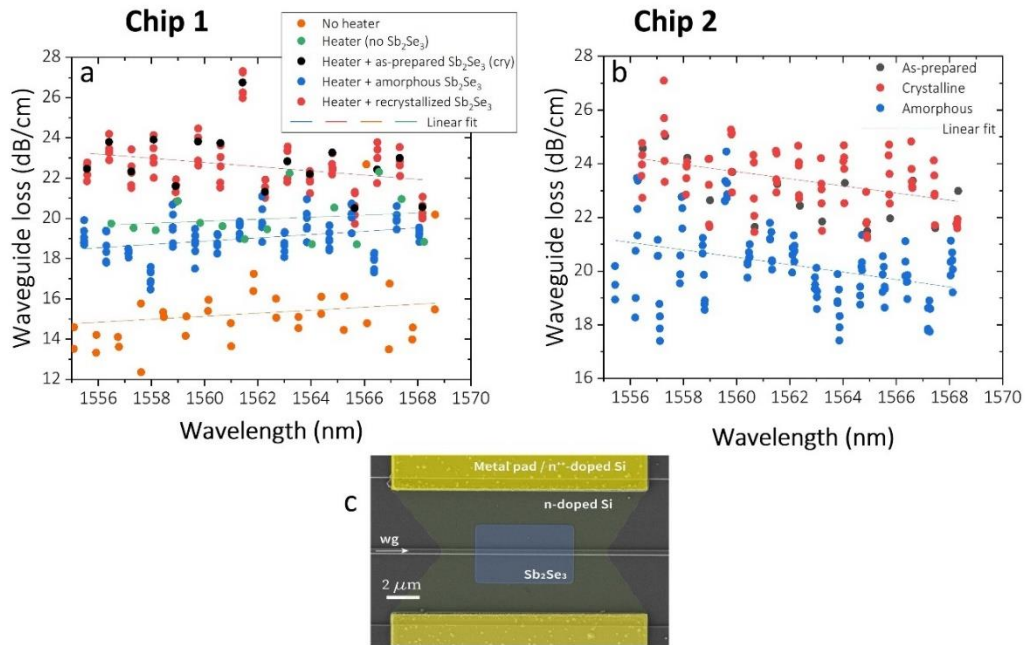 Chip 1
Chip 2
a
No heater
Heater (no Sb₂Se₃)
Heater + as-prepared Sb₂Se₃ (cry)
Heater + amorphous Sb₂Se₃
Heater + recrystallized Sb₂Se₃
Linear fit
Waveguide loss (dB/cm)
28
26
24
22
20
18
16
14
12
1556 1558 1560 1562 1564 1566 1568 1570
Wavelength (nm)
b
As-prepared
Crystalline
Amorphous
Linear fit
Waveguide loss (dB/cm)
28
26
24
22
20
18
16
1556 1558 1560 1562 1564 1566 1568 1570
Wavelength (nm)
c
Metal pad / n⁺⁺-doped Si
n-doped Si
wg
Sb₂Se₃
2 μm